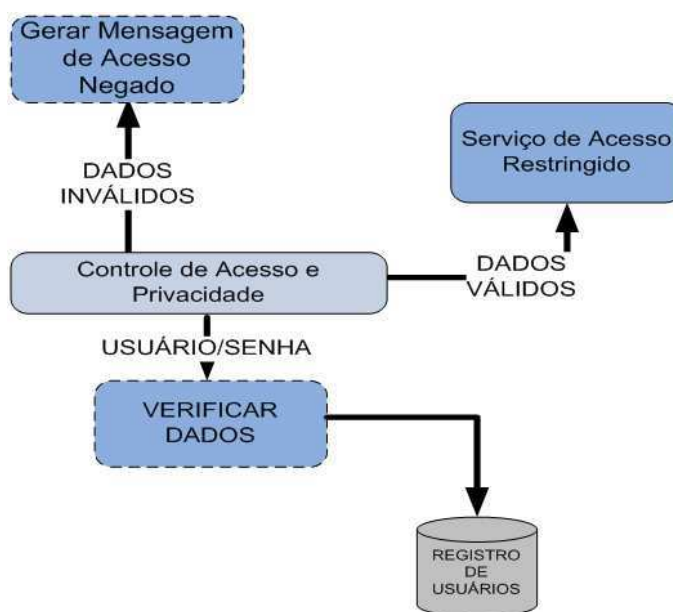 Gerar Mensagem
de Acesso
Negado
Serviço de Acesso
Restringido
DADOS
INVÁLIDOS
Controle de Acesso e
Privacidade
DADOS
VÁLIDOS
USUÁRIO/SENHA
VERIFICAR
DADOS
REGISTRO
DE
USUÁRIOS